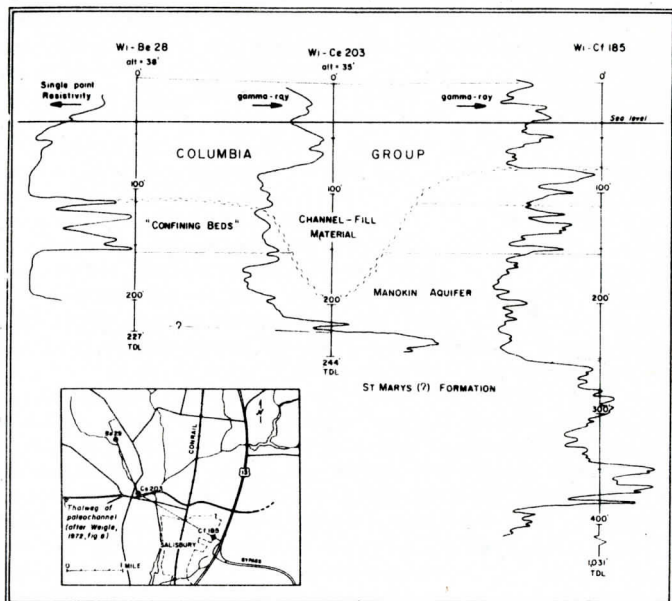 Wi-Be 28
alt = 38'
0'
Wi-Ce 203
alt = 35'
0'
Wi-Cf 185
0'
Single point
Resistivity
gamma-ray
gamma-ray
Sea level
COLUMBIA
GROUP
100'
100'
100'
"CONFINING BEDS"
CHANNEL-FILL
MATERIAL
MANOKIN AQUIFER
200'
200'
200'
?
227'
TDL
244'
TDL
ST MARYS (?) FORMATION
300'
400'
1,031'
TDL
N
Ce 203
CONRAIL
13
Thalweg of
paleochannel
(after Weigle,
1972, fig 8)
Cf 185
SALISBURY
BYPASS
0 1 MILE